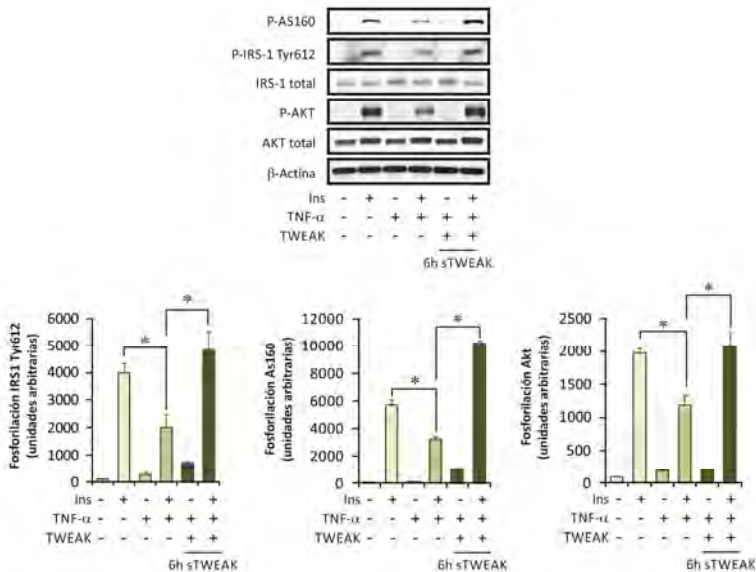 P-AS160
P-IRS-1 Tyr612
IRS-1 total
P-AKT
AKT total
β-Actina
Ins - + - + - +
TNF-α - - + + + +
TWEAK - - - - + +
6h sTWEAK
Fosforilación IRS1 Tyr612
(unidades arbitrarias)
6000
5000
4000
3000
2000
1000
0
* *
Ins - + - + - +
TNF-α - - + + + +
TWEAK - - - - + +
6h sTWEAK
Fosforilación As160
(unidades arbitrarias)
12000
10000
8000
6000
4000
2000
0
* *
- + - + - +
- - + + + +
- - - - + +
6h sTWEAK
Fosforilación Akt
(unidades arbitrarias)
2500
2000
1500
1000
500
0
* *
Ins - + - + - +
TNF-α - - + + + +
TWEAK - - - - + +
6h sTWEAK